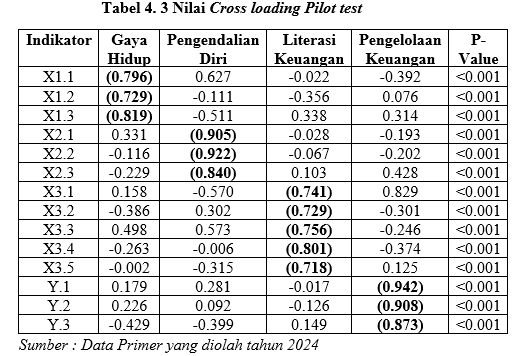 Tabel 4. 3 Nilai Cross loading Pilot test
Indikator Gaya Hidup Pengendalian Diri Literasi Keuangan Pengelolaan Keuangan P-Value
X1.1 (0.796) 0.627 -0.022 -0.392 <0.001
X1.2 (0.729) -0.111 -0.356 0.076 <0.001
X1.3 (0.819) -0.511 0.338 0.314 <0.001
X2.1 0.331 (0.905) -0.028 -0.193 <0.001
X2.2 -0.116 (0.922) -0.067 -0.202 <0.001
X2.3 -0.229 (0.840) 0.103 0.428 <0.001
X3.1 0.158 -0.570 (0.741) 0.829 <0.001
X3.2 -0.386 0.302 (0.729) -0.301 <0.001
X3.3 0.498 0.573 (0.756) -0.246 <0.001
X3.4 -0.263 -0.006 (0.801) -0.374 <0.001
X3.5 -0.002 -0.315 (0.718) 0.125 <0.001
Y.1 0.179 0.281 -0.017 (0.942) <0.001
Y.2 0.226 0.092 -0.126 (0.908) <0.001
Y.3 -0.429 -0.399 0.149 (0.873) <0.001
Sumber : Data Primer yang diolah tahun 2024